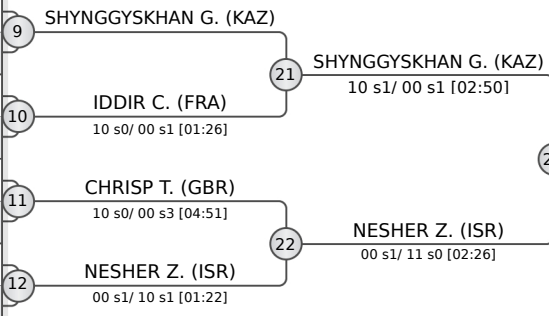 SHYNGGYSKHAN G. (KAZ)
9
21
SHYNGGYSKHAN G. (KAZ)
10 s1/ 00 s1 [02:50]
IDDIR C. (FRA)
10
10 s0/ 00 s1 [01:26]
CHRISP T. (GBR)
11
10 s0/ 00 s3 [04:51]
22
NESHER Z. (ISR)
00 s1/ 11 s0 [02:26]
NESHER Z. (ISR)
12
00 s1/ 10 s1 [01:22]